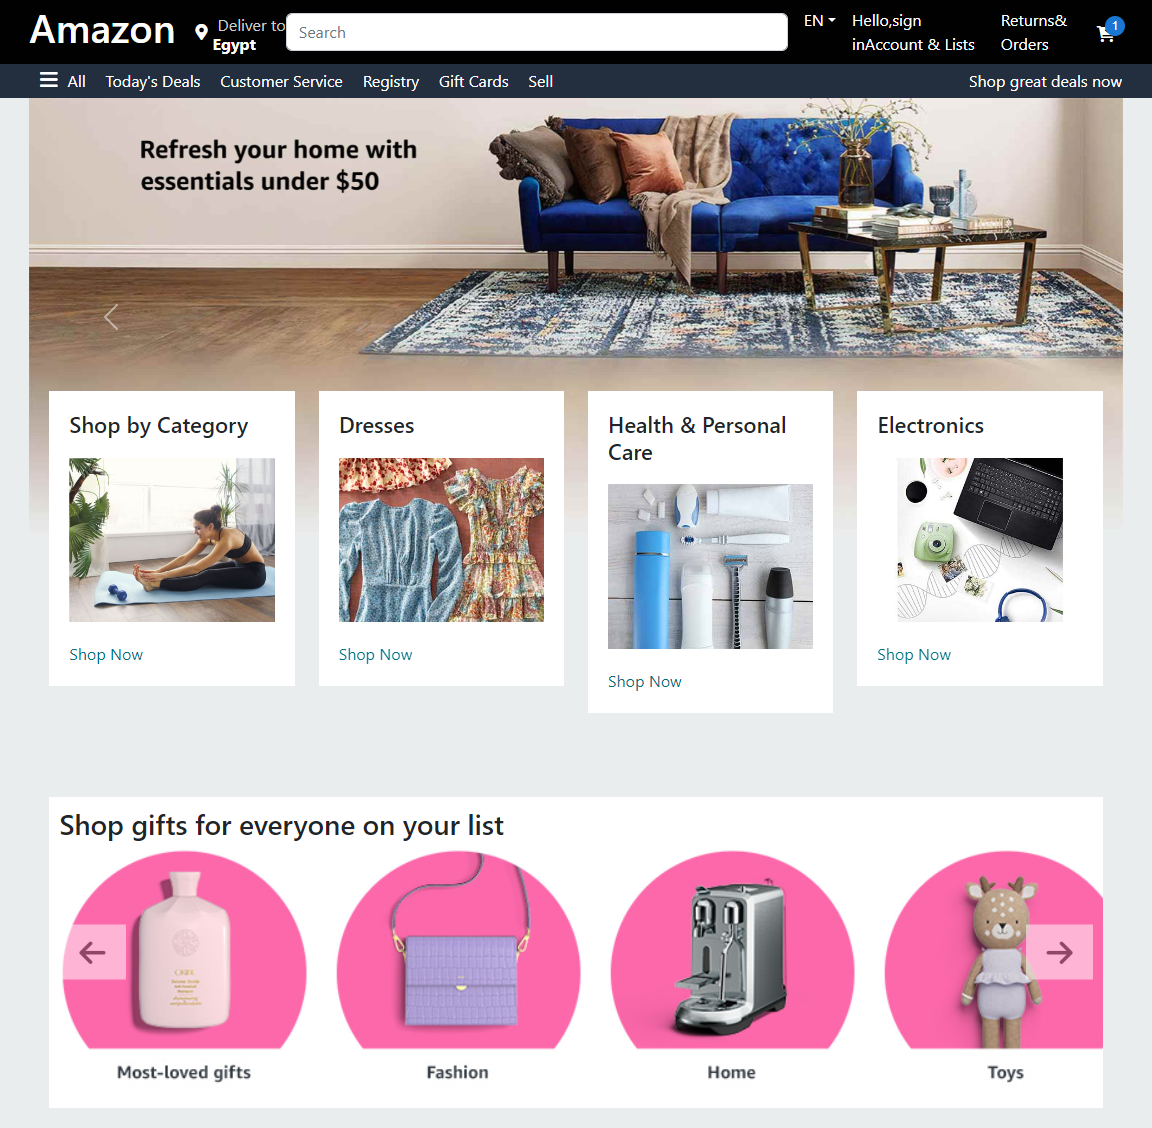 Amazon
Deliver to
Egypt
Search
EN
Hello,sign
inAccount & Lists
Returns&
Orders
1
All
Today's Deals
Customer Service
Registry
Gift Cards
Sell
Shop great deals now
Refresh your home with
essentials under $50
Shop by Category
Dresses
Health & Personal
Care
Electronics
Shop Now
Shop Now
Shop Now
Shop Now
Shop gifts for everyone on your list
Most-loved gifts
Fashion
Home
Toys